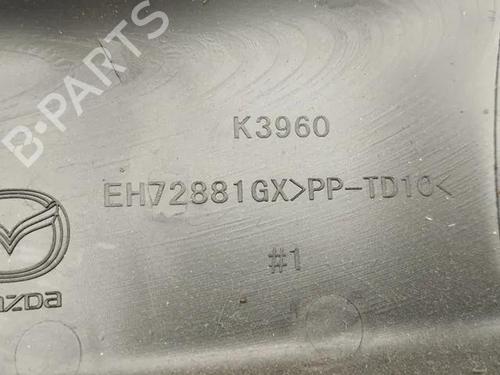 B-PARTS
K3960
EH72881GX>PP-TD10<
#1
mazda